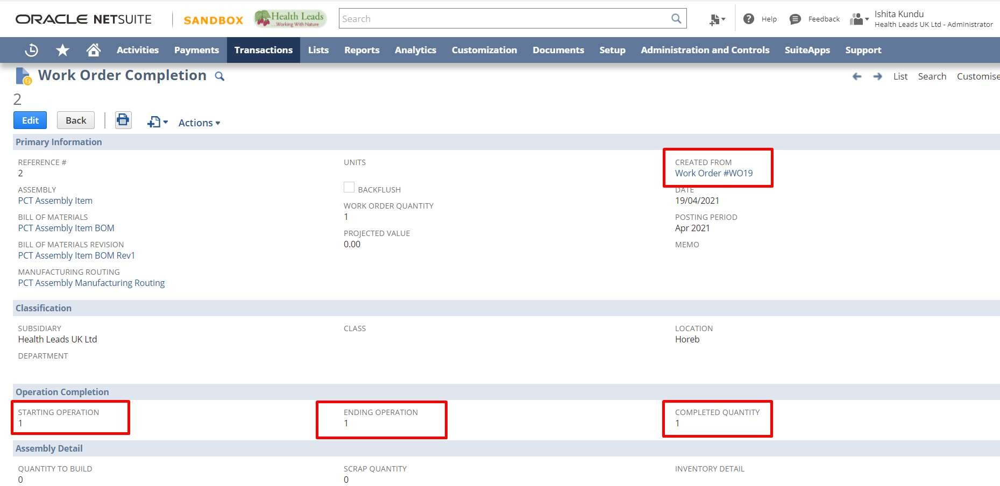 ORACLE NETSUITE
SANDBOX
Health Leads
...Working With Nature
Search
Help
Feedback
Ishita Kundu
Health Leads UK Ltd - Administrator
Activities
Payments
Transactions
Lists
Reports
Analytics
Customization
Documents
Setup
Administration and Controls
SuiteApps
Support
Work Order Completion
List
Search
Customise
2
Edit
Back
Actions
Primary Information
REFERENCE #
2
ASSEMBLY
PCT Assembly Item
BILL OF MATERIALS
PCT Assembly Item BOM
BILL OF MATERIALS REVISION
PCT Assembly Item BOM Rev1
MANUFACTURING ROUTING
PCT Assembly Manufacturing Routing
UNITS
BACKFLUSH
WORK ORDER QUANTITY
1
PROJECTED VALUE
0.00
CREATED FROM
Work Order #WO19
DATE
19/04/2021
POSTING PERIOD
Apr 2021
MEMO
Classification
SUBSIDIARY
Health Leads UK Ltd
DEPARTMENT
CLASS
LOCATION
Horeb
Operation Completion
STARTING OPERATION
1
ENDING OPERATION
1
COMPLETED QUANTITY
1
Assembly Detail
QUANTITY TO BUILD
0
SCRAP QUANTITY
0
INVENTORY DETAIL